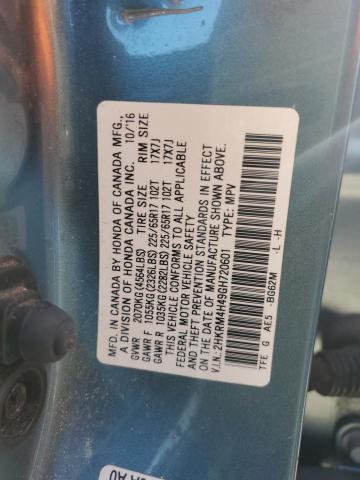 MFD. IN CANADA BY HONDA OF CANADA MFG.,
A DIVISION OF HONDA CANADA INC. 10/16
GVWR 2070KG (4564LBS) TIRE SIZE RIM SIZE
GAWR F 1055KG (2326LBS) 225/65R17 102T 17X7J
GAWR R 1035KG (2282LBS) 225/65R17 102T 17X7J
THIS VEHICLE CONFORMS TO ALL APPLICABLE
FEDERAL MOTOR VEHICLE SAFETY
AND THEFT PREVENTION STANDARDS IN EFFECT
ON THE DATE OF MANUFACTURE SHOWN ABOVE.
V.I.N.: 2HKRM4H49GH720601 TYPE: MPV
TFE G AE5 -BG62M -L -H